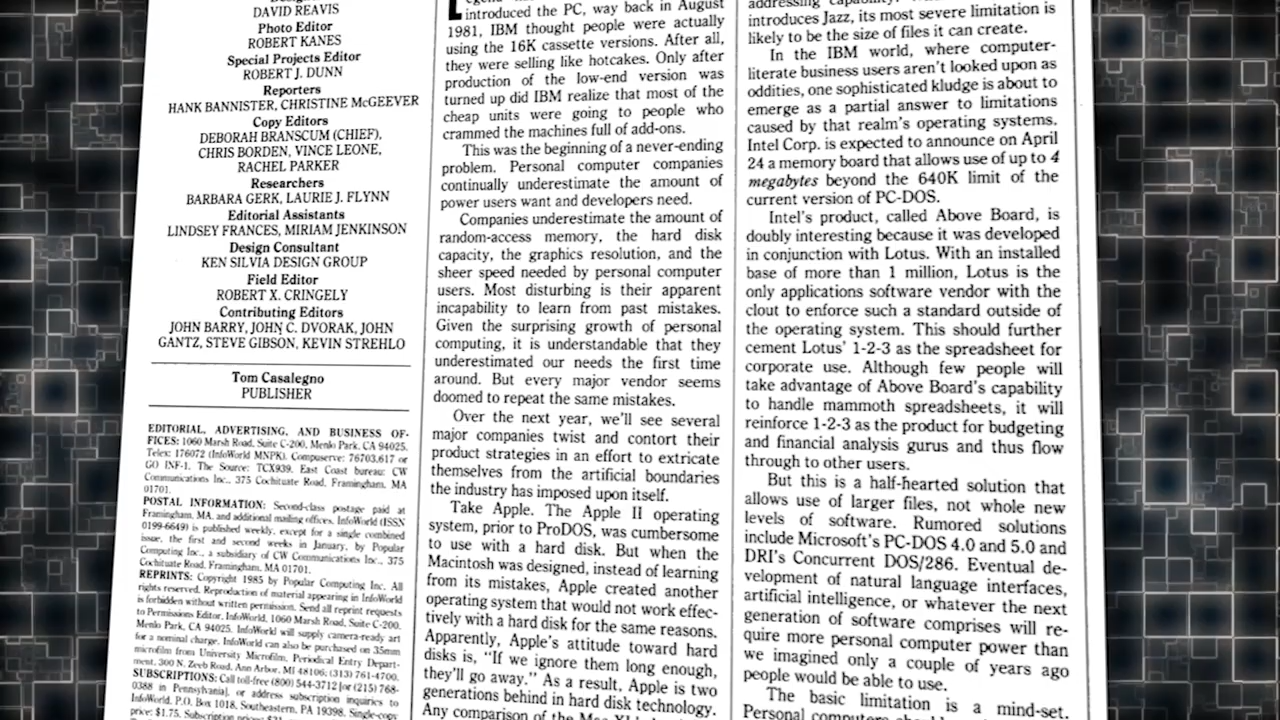 DAVID REAVIS
Photo Editor
ROBERT KANES
Special Projects Editor
ROBERT J. DUNN
Reporters
HANK BANNISTER, CHRISTINE McGEEVER
Copy Editors
DEBORAH BRANSCUM (CHIEF),
CHRIS BORDEN, VINCE LEONE,
RACHEL PARKER
Researchers
BARBARA GERK, LAURIE J. FLYNN
Editorial Assistants
LINDSEY FRANCES, MIRIAM JENKINSON
Design Consultant
KEN SILVIA DESIGN GROUP
Field Editor
ROBERT X. CRINGELY
Contributing Editors
JOHN BARRY, JOHN C. DVORAK, JOHN
GANTZ, STEVE GIBSON, KEVIN STREHLO
Tom Casalegno
PUBLISHER
EDITORIAL, ADVERTISING, AND BUSINESS OF-
FICES: 1060 Marsh Road, Suite C-200, Menlo Park, CA 94025.
Telex: 176072 (InfoWorld MNPK). Compuserve: 76703,617 or
GO INF-1. The Source: TCX939. East Coast bureau: CW
Communications Inc., 375 Cochituate Road, Framingham, MA
01701.
POSTAL INFORMATION: Second-class postage paid at
Framingham, MA, and additional mailing offices. InfoWorld (ISSN
0199-6649) is published weekly, except for a single combined
issue, the first and second weeks in January, by Popular
Computing Inc., a subsidiary of CW Communications Inc., 375
Cochituate Road, Framingham, MA 01701.
REPRINTS: Copyright 1985 by Popular Computing Inc. All
rights reserved. Reproduction of material appearing in InfoWorld
is forbidden without written permission. Send all reprint requests
to Permissions Editor, InfoWorld, 1060 Marsh Road, Suite C-200,
Menlo Park, CA 94025. InfoWorld will supply camera-ready art
for a nominal charge. InfoWorld can also be purchased on 35mm
microfilm from University Microfilm, Periodical Entry Depart-
ment, 300 N. Zeeb Road, Ann Arbor, MI 48106; (313) 761-4700.
SUBSCRIPTIONS: Call toll-free (800) 544-3712 [or (215) 768-
0388 in Pennsylvania], or address subscription inquiries to
InfoWorld, P.O. Box 1018, Southeastern, PA 19398. Single-copy
price: $1.75. Subscription
introduced the PC, way back in August
1981, IBM thought people were actually
using the 16K cassette versions. After all,
they were selling like hotcakes. Only after
production of the low-end version was
turned up did IBM realize that most of the
cheap units were going to people who
crammed the machines full of add-ons.
This was the beginning of a never-ending
problem. Personal computer companies
continually underestimate the amount of
power users want and developers need.
Companies underestimate the amount of
random-access memory, the hard disk
capacity, the graphics resolution, and the
sheer speed needed by personal computer
users. Most disturbing is their apparent
incapability to learn from past mistakes.
Given the surprising growth of personal
computing, it is understandable that they
underestimated our needs the first time
around. But every major vendor seems
doomed to repeat the same mistakes.
Over the next year, we'll see several
major companies twist and contort their
product strategies in an effort to extricate
themselves from the artificial boundaries
the industry has imposed upon itself.
Take Apple. The Apple II operating
system, prior to ProDOS, was cumbersome
to use with a hard disk. But when the
Macintosh was designed, instead of learning
from its mistakes, Apple created another
operating system that would not work effec-
tively with a hard disk for the same reasons.
Apparently, Apple's attitude toward hard
disks is, "If we ignore them long enough,
they'll go away." As a result, Apple is two
generations behind in hard disk technology.
Any comparison of the Mac XL
addressing capability.
introduces Jazz, its most severe limitation is
likely to be the size of files it can create.
In the IBM world, where computer-
literate business users aren't looked upon as
oddities, one sophisticated kludge is about to
emerge as a partial answer to limitations
caused by that realm's operating systems.
Intel Corp. is expected to announce on April
24 a memory board that allows use of up to 4
megabytes beyond the 640K limit of the
current version of PC-DOS.
Intel's product, called Above Board, is
doubly interesting because it was developed
in conjunction with Lotus. With an installed
base of more than 1 million, Lotus is the
only applications software vendor with the
clout to enforce such a standard outside of
the operating system. This should further
cement Lotus' 1-2-3 as the spreadsheet for
corporate use. Although few people will
take advantage of Above Board's capability
to handle mammoth spreadsheets, it will
reinforce 1-2-3 as the product for budgeting
and financial analysis gurus and thus flow
through to other users.
But this is a half-hearted solution that
allows use of larger files, not whole new
levels of software. Rumored solutions
include Microsoft's PC-DOS 4.0 and 5.0 and
DRI's Concurrent DOS/286. Eventual de-
velopment of natural language interfaces,
artificial intelligence, or whatever the next
generation of software comprises will re-
quire more personal computer power than
we imagined only a couple of years ago
people would be able to use.
The basic limitation is a mind-set.
Personal computers